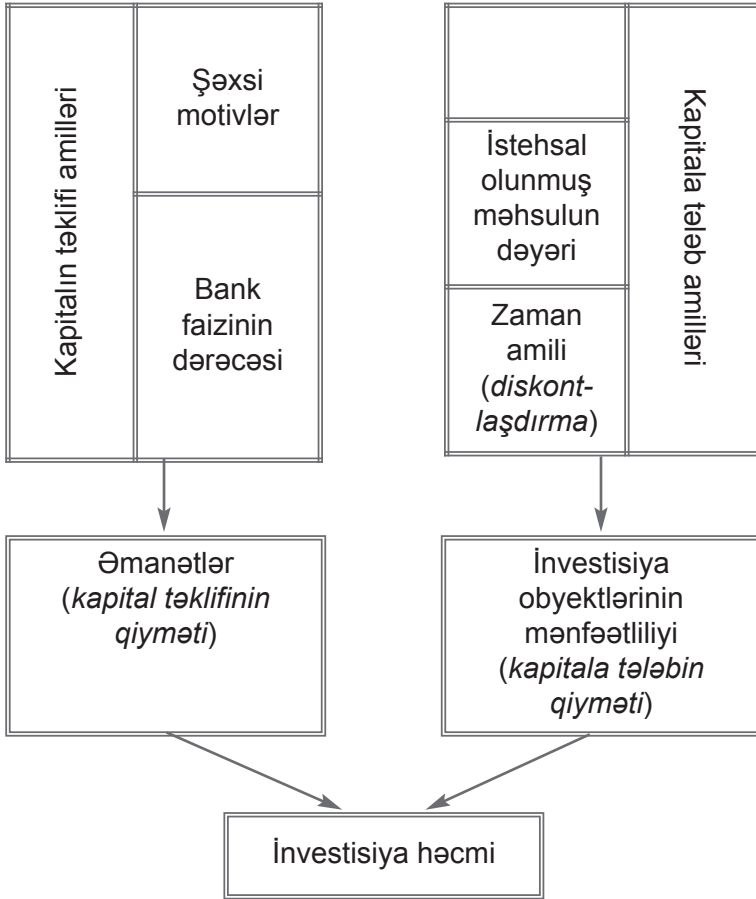 Kapitalın təklifi amilləri
Şəxsi
motivlər
Bank
faizinin
dərəcəsi
İstehsal
olunmuş
məhsulun
dəyəri
Zaman
amili
(diskont-
laşdırma)
Kapitala tələb amilləri
Əmanətlər
(kapital təklifinin
qiyməti)
İnvestisiya
obyektlərinin
mənfəətliliyi
(kapitala tələbin
qiyməti)
İnvestisiya həcmi